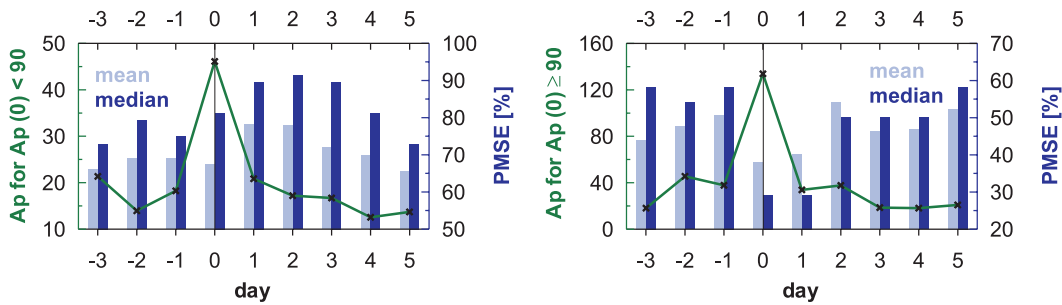 -3 -2 -1 0 1 2 3 4 5
50 40 30 20 10
Ap for Ap (0) < 90
mean
median
100 90 80 70 60 50
PMSE [%]
-3 -2 -1 0 1 2 3 4 5
day
-3 -2 -1 0 1 2 3 4 5
160 120 80 40 0
Ap for Ap (0) ≥ 90
mean
median
70 60 50 40 30 20
PMSE [%]
-3 -2 -1 0 1 2 3 4 5
day